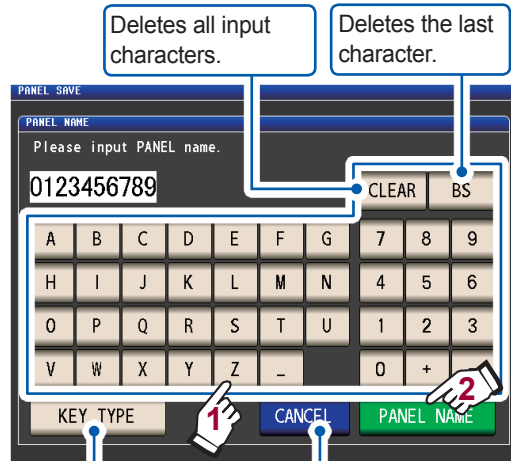 Deletes all input
characters.
Deletes the last
character.
PANEL SAVE
PANEL NAME
Please input PANEL name.
0123456789
CLEAR BS
A B C D E F G 7 8 9
H I J K L M N 4 5 6
O P Q R S T U 1 2 3
V W X Y Z _ 0 +
KEY TYPE CANCEL PANEL NAME
1 2